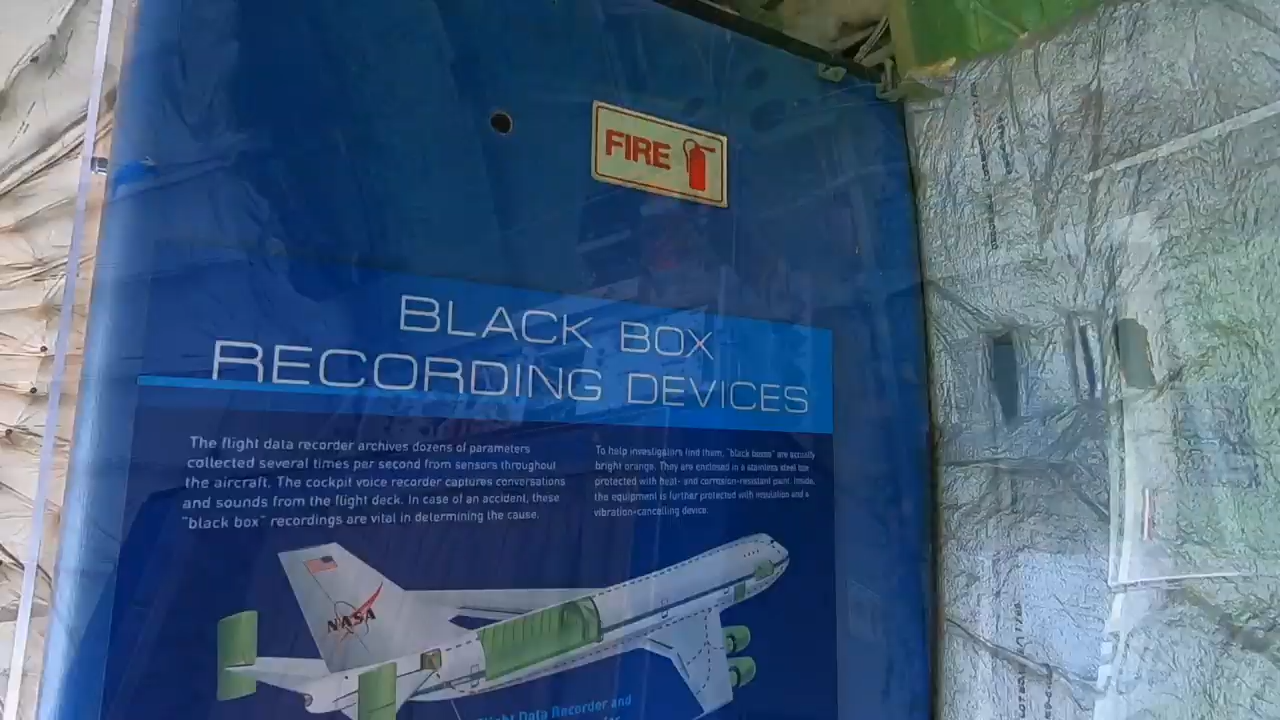 FIRE
BLACK BOX
RECORDING DEVICES
The flight data recorder archives dozens of parameters
collected several times per second from sensors throughout
the aircraft. The cockpit voice recorder captures conversations
and sounds from the flight deck. In case of an accident, these
"black box" recordings are vital in determining the cause.
To help investigators find them, "black boxes" are actually
bright orange. They are enclosed in a stainless steel box
protected with heat- and corrosion-resistant paint. Inside,
the equipment is further protected with insulation and a
vibration-cancelling device.
NASA
Flight Data Recorder and